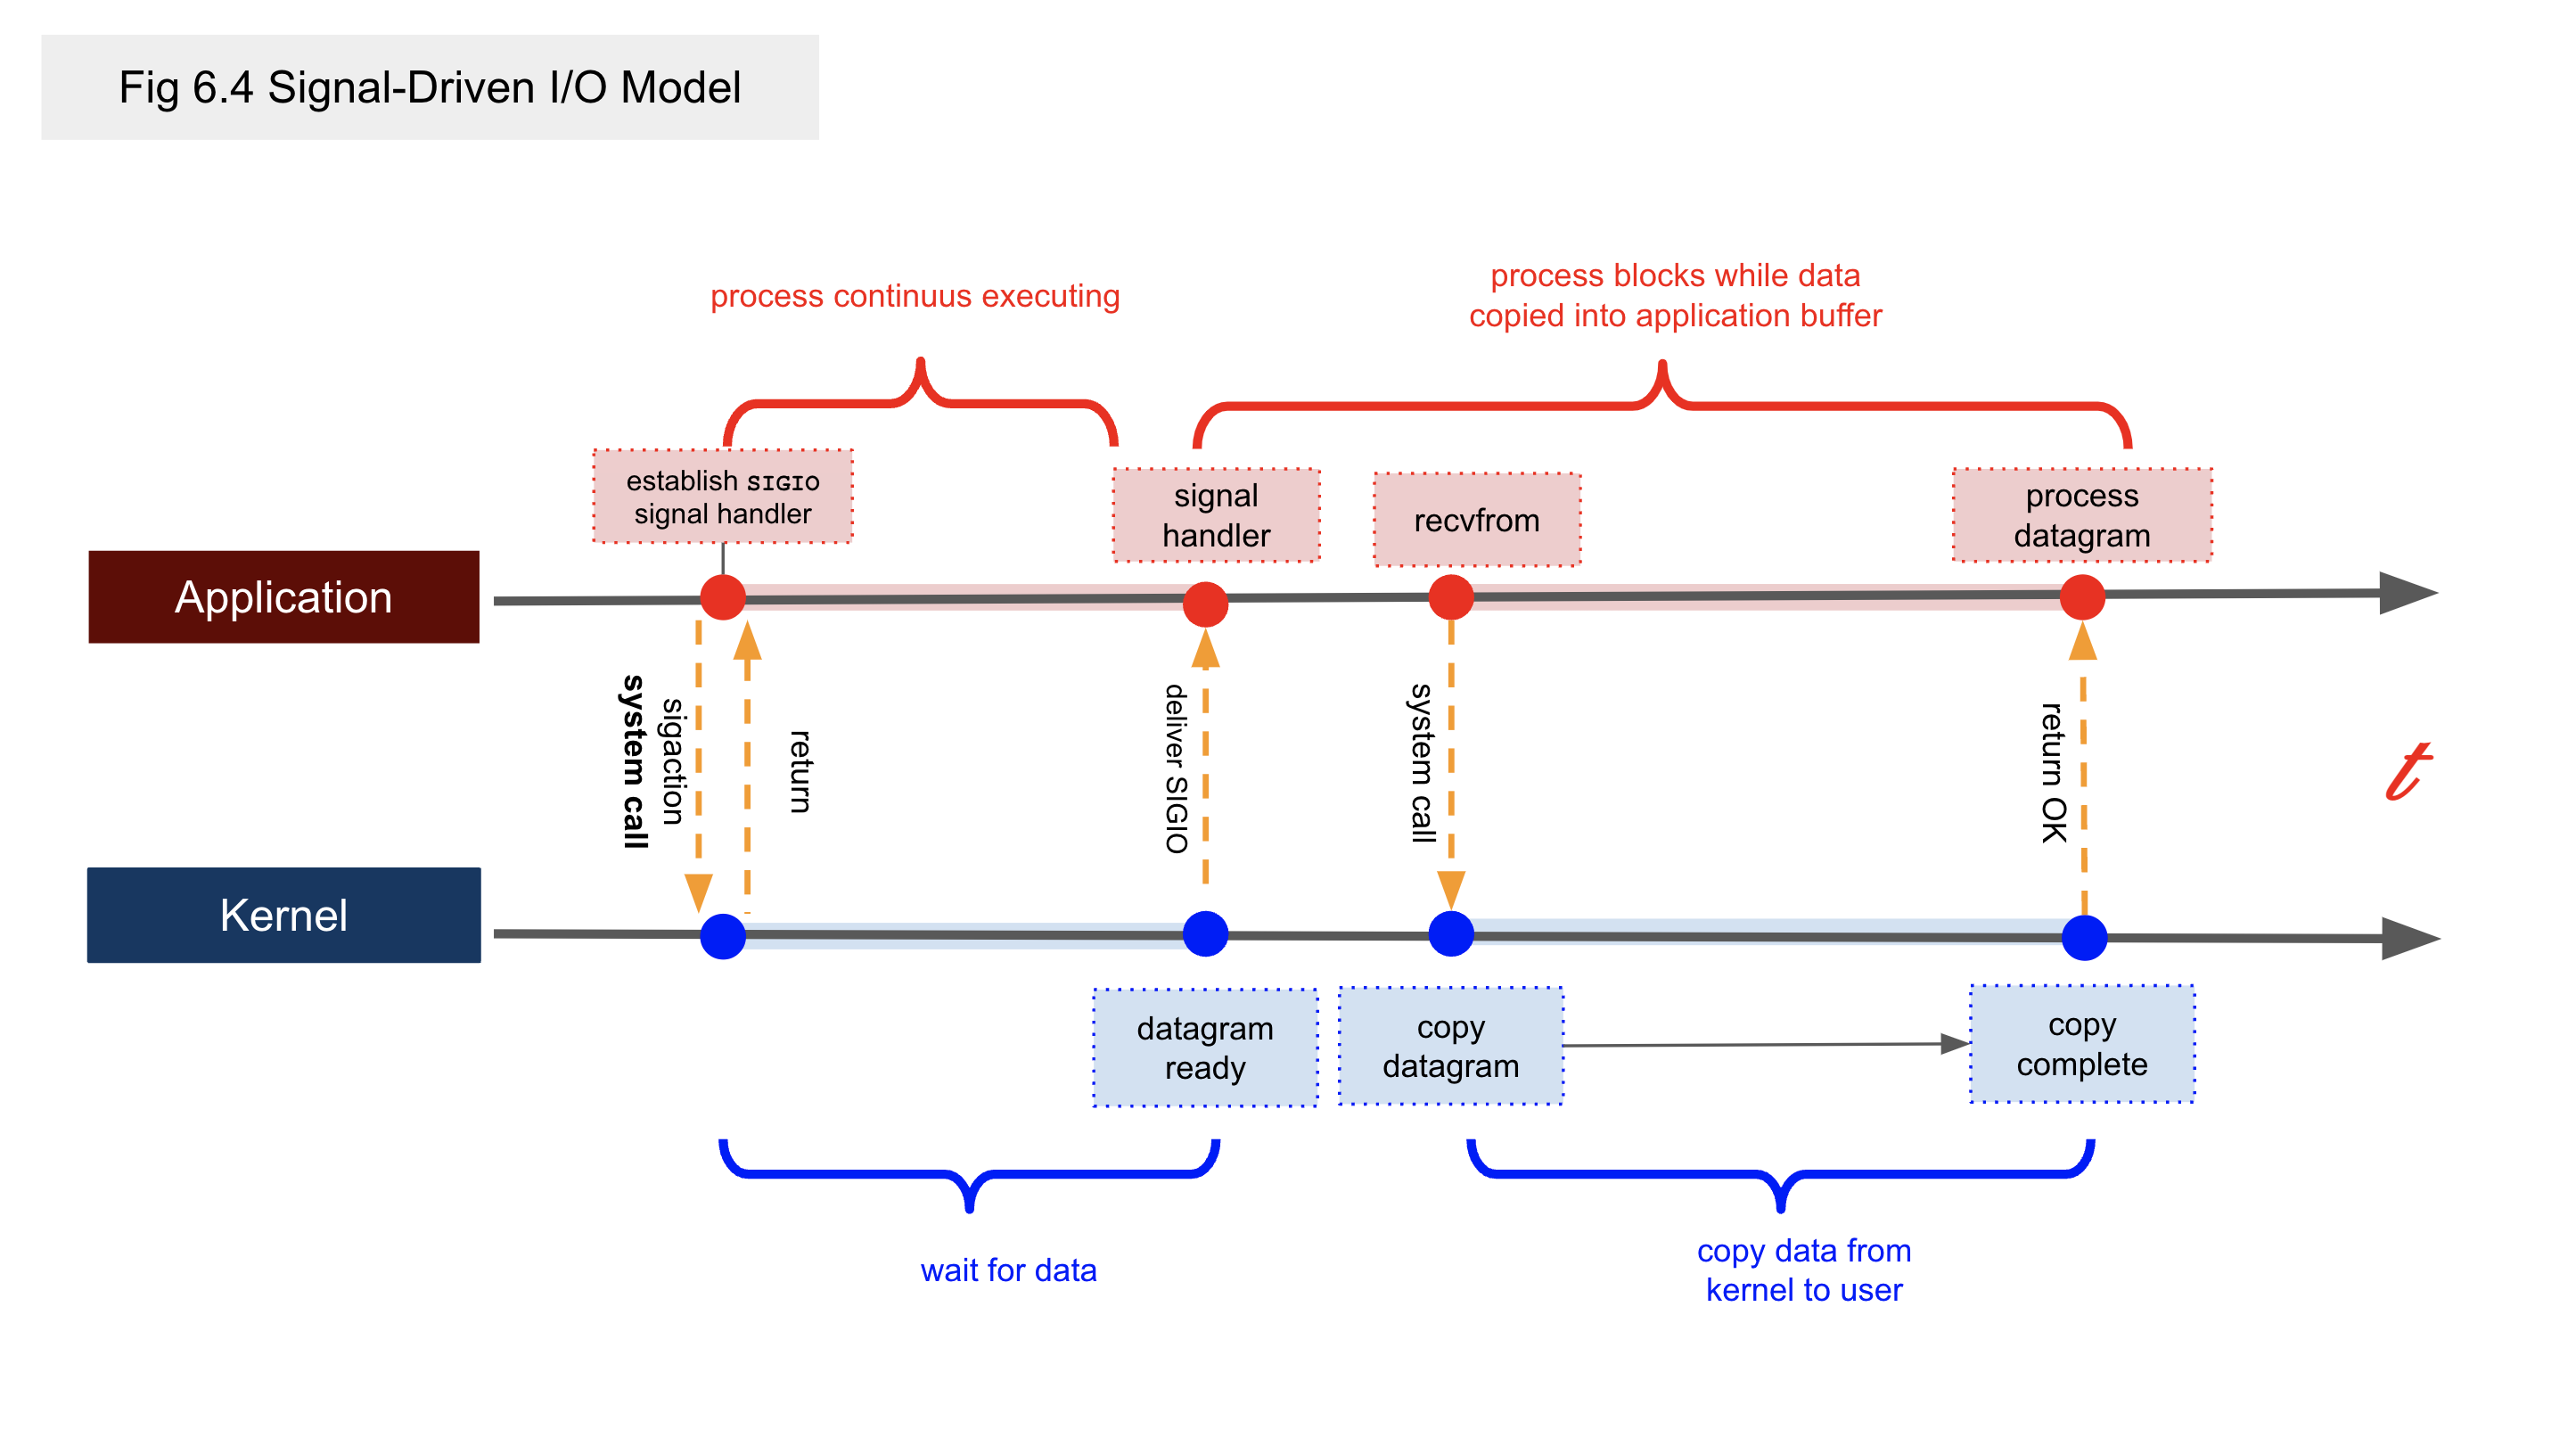 Fig 6.4 Signal-Driven I/O Model
process continuus executing
process blocks while data
copied into application buffer
establish SIGIO
signal handler
signal
handler
recvfrom
process
datagram
Application
system call
sigaction
return
deliver SIGIO
system call
return OK
t
Kernel
datagram
ready
copy
datagram
copy
complete
wait for data
copy data from
kernel to user